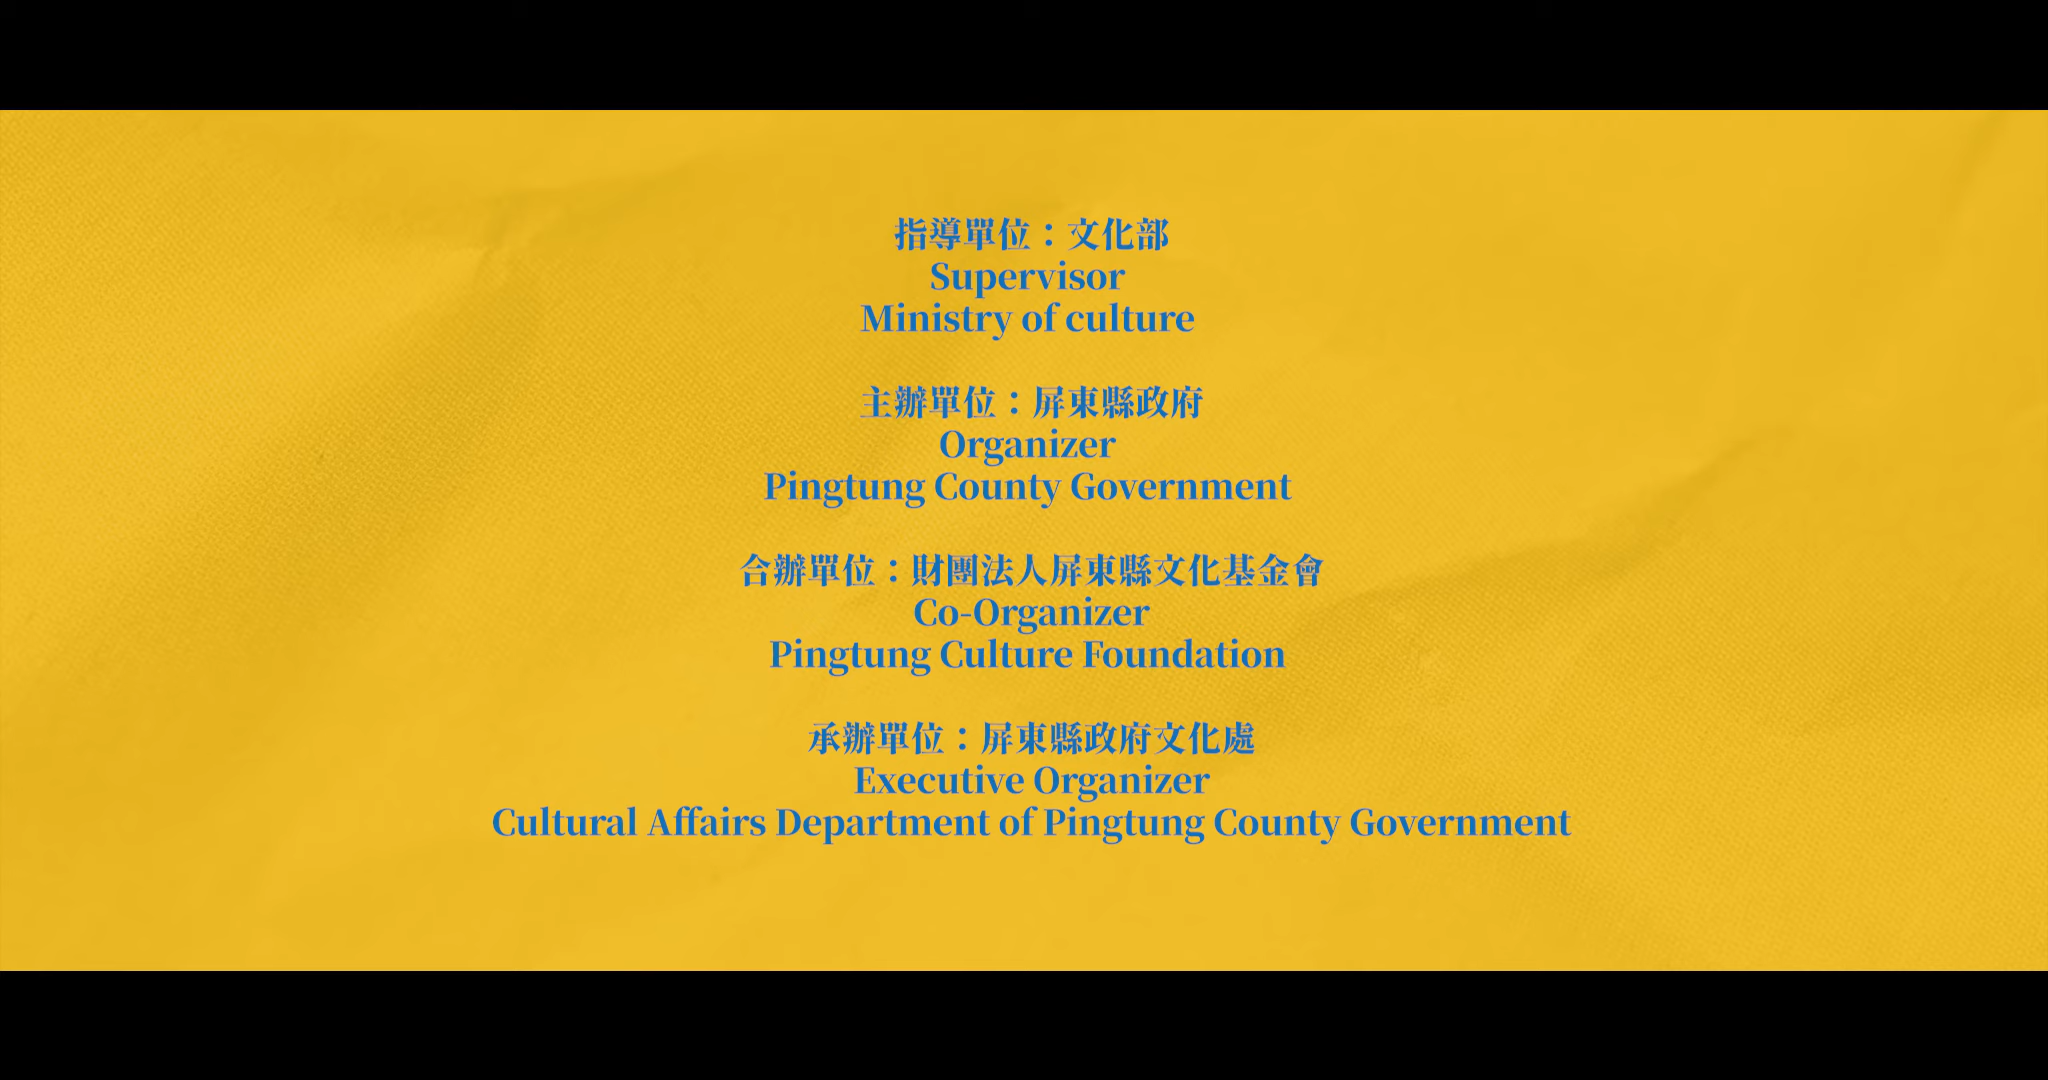 指導單位：文化部
Supervisor
Ministry of culture
主辦單位：屏東縣政府
Organizer
Pingtung County Government
合辦單位：財團法人屏東縣文化基金會
Co-Organizer
Pingtung Culture Foundation
承辦單位：屏東縣政府文化處
Executive Organizer
Cultural Affairs Department of Pingtung County Government